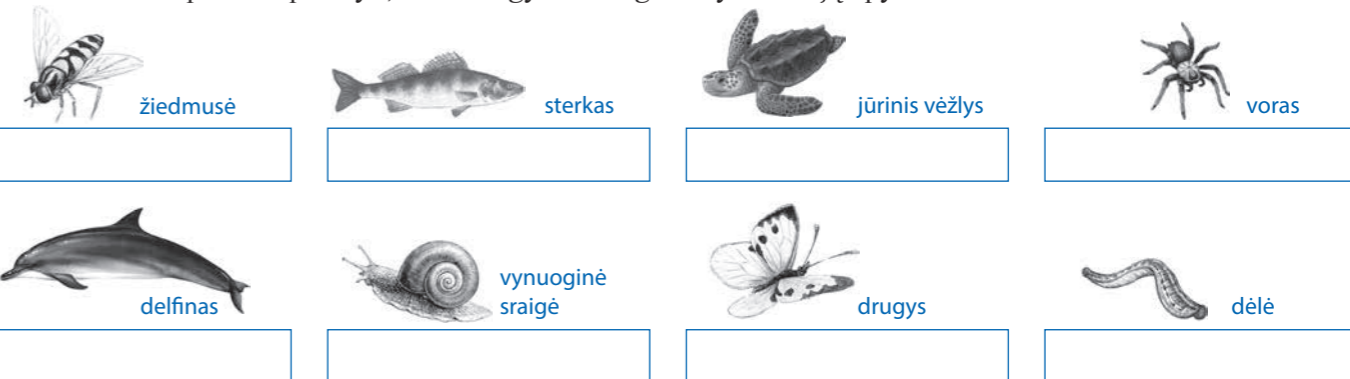 žiedmusė
sterkas
jūrinis vėžlys
voras
delfinas
vynuoginė
sraigė
drugys
dėlė